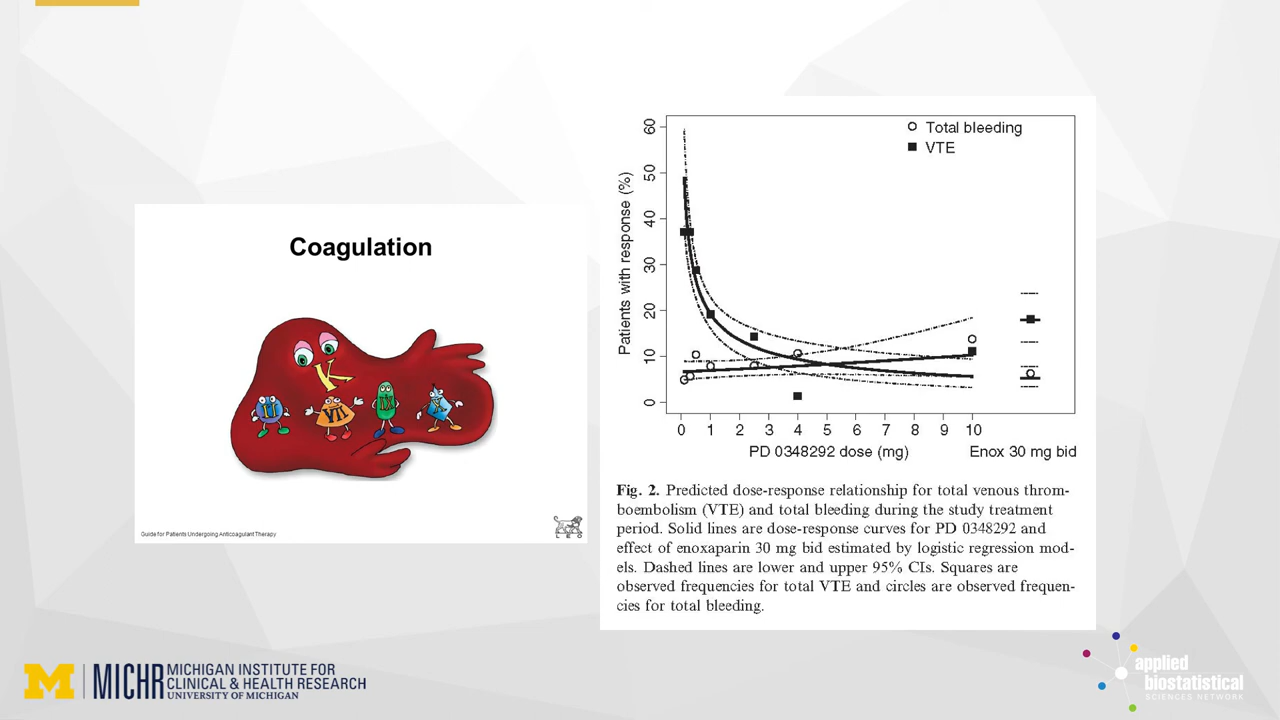 Coagulation
K
II
VII
IX
X
Guide for Patients Undergoing Anticoagulant Therapy
Total bleeding
VTE
Patients with response (%)
60
50
40
30
20
10
0
0 1 2 3 4 5 6 7 8 9 10
PD 0348292 dose (mg)
Enox 30 mg bid
Fig. 2. Predicted dose-response relationship for total venous throm-
boembolism (VTE) and total bleeding during the study treatment
period. Solid lines are dose-response curves for PD 0348292 and
effect of enoxaparin 30 mg bid estimated by logistic regression mod-
els. Dashed lines are lower and upper 95% CIs. Squares are
observed frequencies for total VTE and circles are observed frequen-
cies for total bleeding.
M
MICHR
MICHIGAN INSTITUTE FOR
CLINICAL & HEALTH RESEARCH
UNIVERSITY OF MICHIGAN
applied
biostatistical
SCIENCES NETWORK